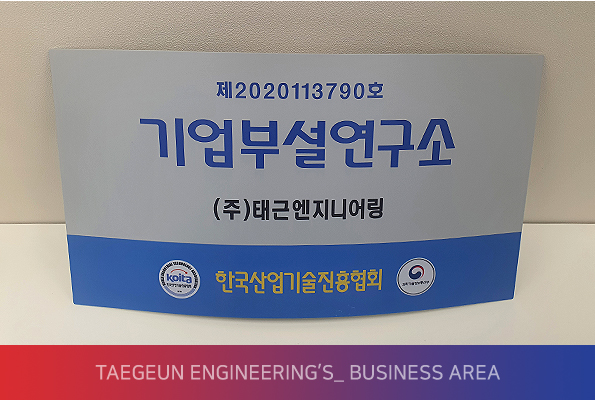 제2020113790호
기업부설연구소
(주)태근엔지니어링
koita
한국산업기술진흥협회
TAEGEUN ENGINEERING'S_ BUSINESS AREA